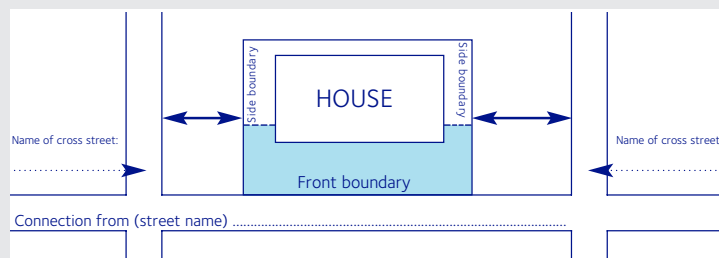 Side boundary
Side boundary
HOUSE
Name of cross street:
Name of cross street
Front boundary
Connection from (street name) ........................................................................................................................